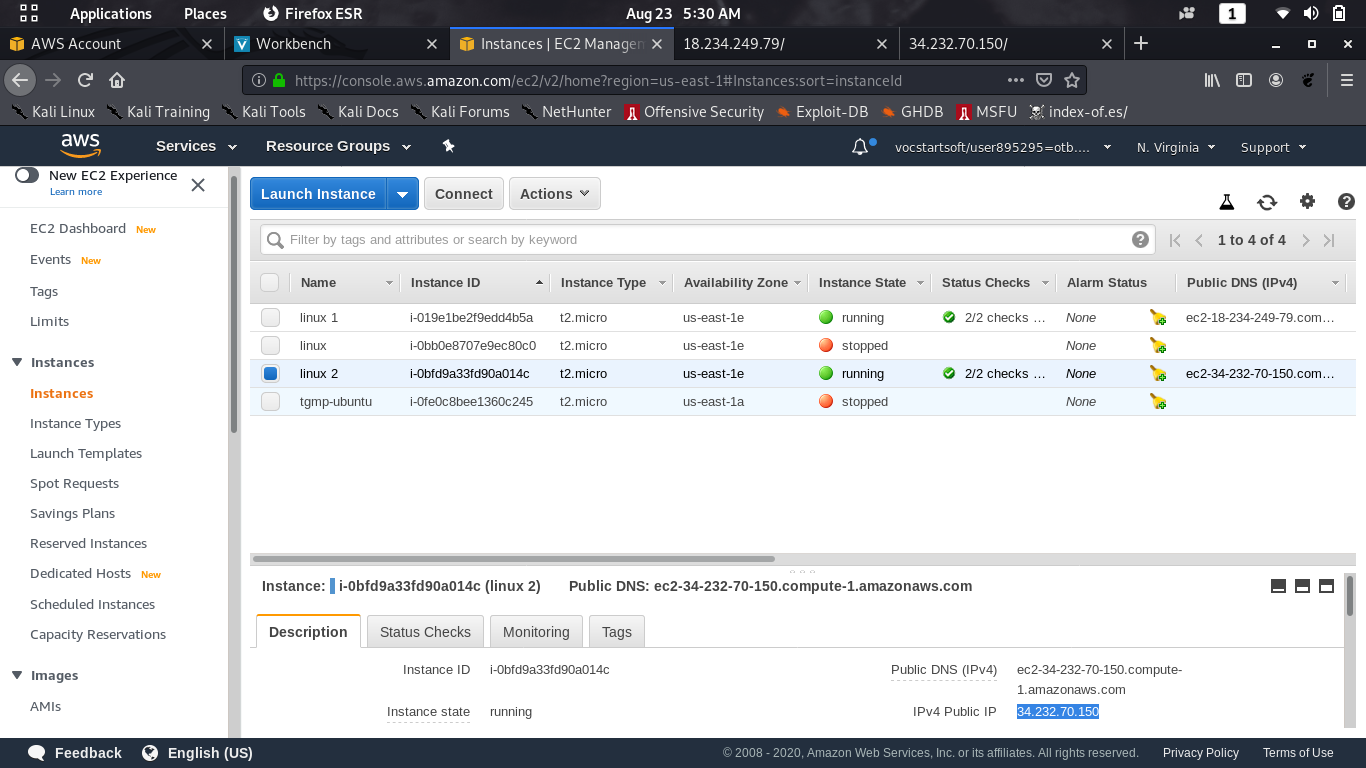 Applications Places Firefox ESR Aug 23 5:30 AM 1
AWS Account Workbench Instances | EC2 Managem 18.234.249.79/ 34.232.70.150/
https://console.aws.amazon.com/ec2/v2/home?region=us-east-1#Instances:sort=instanceId
Kali Linux Kali Training Kali Tools Kali Docs Kali Forums NetHunter Offensive Security Exploit-DB GHDB MSFU index-of.es/
aws Services Resource Groups vocstartsoft/user895295=otb.... N. Virginia Support
New EC2 Experience
Learn more
EC2 Dashboard New
Events New
Tags
Limits
Instances
Instances
Instance Types
Launch Templates
Spot Requests
Savings Plans
Reserved Instances
Dedicated Hosts New
Scheduled Instances
Capacity Reservations
Images
AMIs
Launch Instance Connect Actions
Filter by tags and attributes or search by keyword 1 to 4 of 4
Name Instance ID Instance Type Availability Zone Instance State Status Checks Alarm Status Public DNS (IPv4)
linux 1 i-019e1be2f9edd4b5a t2.micro us-east-1e running 2/2 checks ... None ec2-18-234-249-79.com...
linux i-0bb0e8707e9ec80c0 t2.micro us-east-1e stopped None
linux 2 i-0bfd9a33fd90a014c t2.micro us-east-1e running 2/2 checks ... None ec2-34-232-70-150.com...
tgmp-ubuntu i-0fe0c8bee1360c245 t2.micro us-east-1a stopped None
Instance: i-0bfd9a33fd90a014c (linux 2) Public DNS: ec2-34-232-70-150.compute-1.amazonaws.com
Description Status Checks Monitoring Tags
Instance ID i-0bfd9a33fd90a014c Public DNS (IPv4) ec2-34-232-70-150.compute-
1.amazonaws.com
Instance state running IPv4 Public IP 34.232.70.150
Feedback English (US) © 2008 - 2020, Amazon Web Services, Inc. or its affiliates. All rights reserved. Privacy Policy Terms of Use